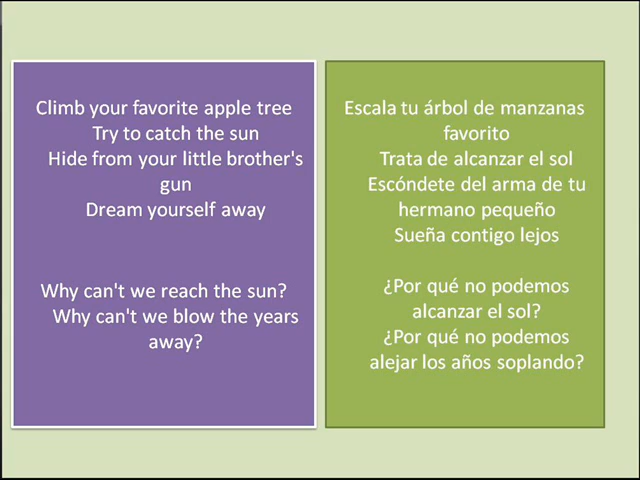 Climb your favorite apple tree
Try to catch the sun
Hide from your little brother's
gun
Dream yourself away
Why can't we reach the sun?
Why can't we blow the years
away?
Escala tu árbol de manzanas
favorito
Trata de alcanzar el sol
Escóndete del arma de tu
hermano pequeño
Sueña contigo lejos
¿Por qué no podemos
alcanzar el sol?
¿Por qué no podemos
alejar los años soplando?